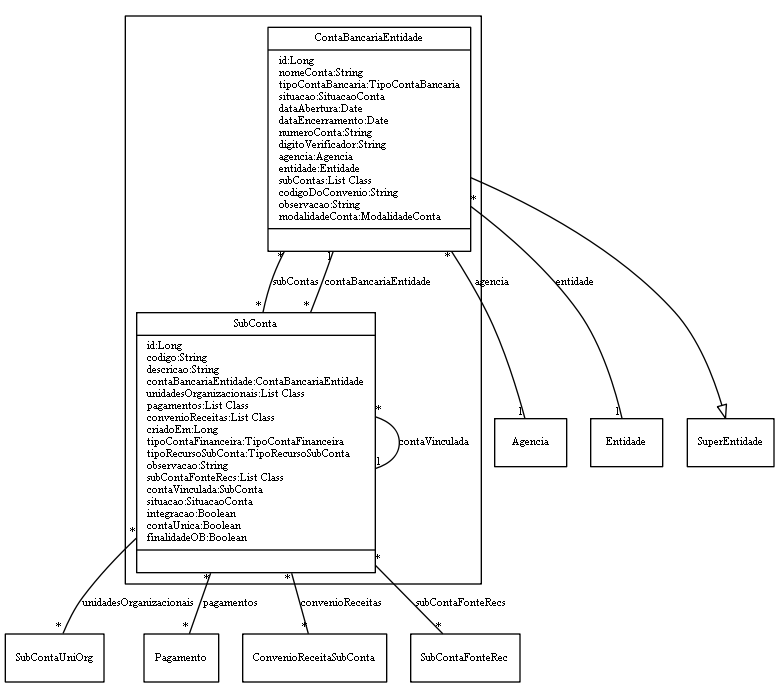 ContaBancariaEntidade
id:Long
nomeConta:String
tipoContaBancaria:TipoContaBancaria
situacao:SituacaoConta
dataAbertura:Date
dataEncerramento:Date
numeroConta:String
digitoVerificador:String
agencia:Agencia
entidade:Entidade
subContas:List Class
codigoDoConvenio:String
observacao:String
modalidadeConta:ModalidadeConta
*
* 1 *
subContas contaBancariaEntidade agencia entidade
* *
SubConta
id:Long
codigo:String
descricao:String
contaBancariaEntidade:ContaBancariaEntidade
unidadesOrganizacionais:List Class
pagamentos:List Class
convenioReceitas:List Class
criadoEm:Long
tipoContaFinanceira:TipoContaFinanceira
tipoRecursoSubConta:TipoRecursoSubConta
observacao:String
subContaFonteRecs:List Class
contaVinculada:SubConta
situacao:SituacaoConta
integracao:Boolean
contaUnica:Boolean
finalidadeOB:Boolean
*
contaVinculada
1
1 1
Agencia Entidade SuperEntidade
* *
* *
unidadesOrganizacionais pagamentos convenioReceitas subContaFonteRecs
* * * *
SubContaUniOrg Pagamento ConvenioReceitaSubConta SubContaFonteRec